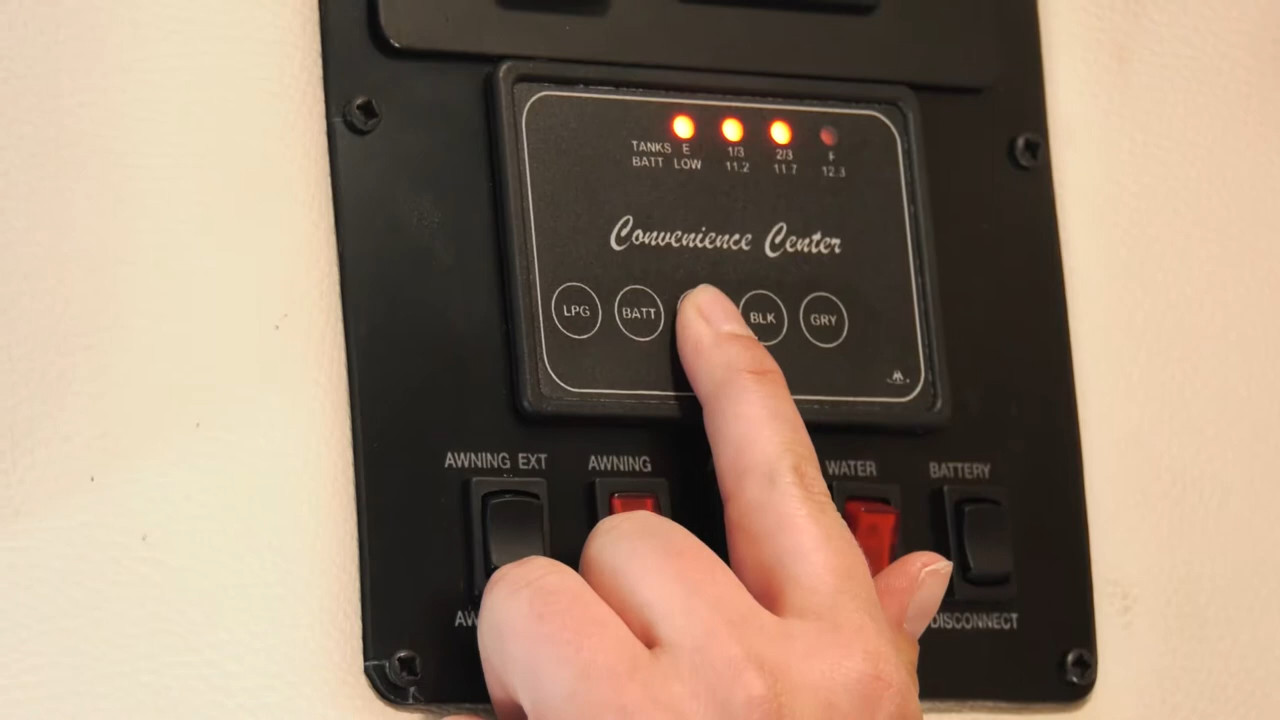 TANKS E 1/3 2/3 F
BATT LOW 11.2 11.7 12.3
Convenience Center
LPG BATT BLK GRY
AWNING EXT AWNING WATER BATTERY
DISCONNECT